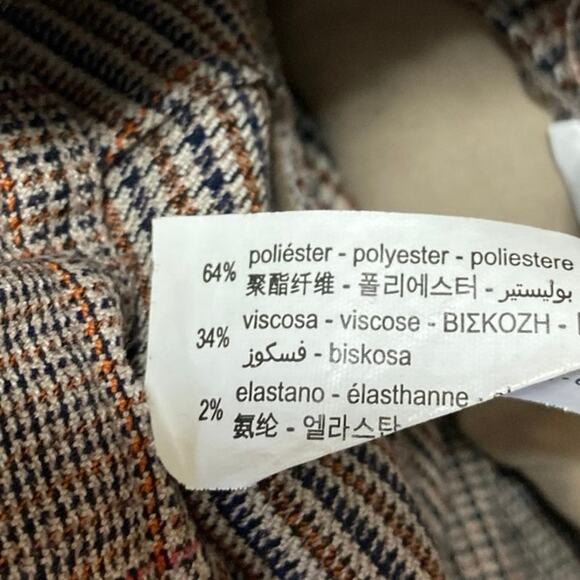 64% poliéster - polyester - poliestere
聚酯纤维 - 폴리에스터 - بوليستير
34% viscosa - viscose - ΒΙΣΚΟΖΗ -
فسكوز - biskosa
2% elastano - élasthanne -
氨纶 - 엘라스탄